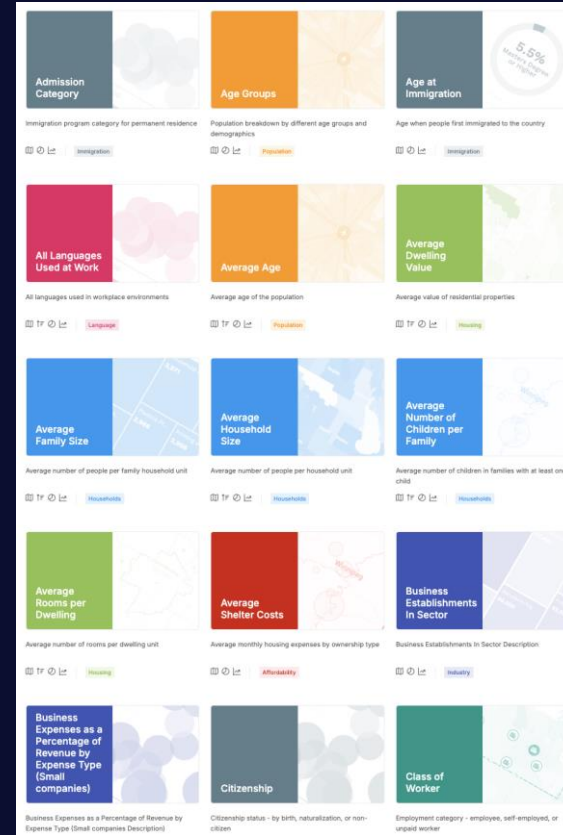 Admission
Category
Immigration program category for permanent residence
Immigration
Age Groups
Population breakdown by different age groups and
demographics
Population
5.5%
Masters Degree
or Higher
Age at
Immigration
Age when people first immigrated to the country
Immigration
All Languages
Used at Work
All languages used in workplace environments
Language
Average Age
Average age of the population
Population
Average
Dwelling
Value
Average value of residential properties
Housing
Average
Family Size
Average number of people per family household unit
Households
Average
Household
Size
Average number of people per household unit
Households
Winnipeg
Average
Number of
Children per
Family
Average number of children in families with at least one
child
Households
Average
Rooms per
Dwelling
Average number of rooms per dwelling unit
Housing
Winnipeg
Average
Shelter Costs
Average monthly housing expenses by ownership type
Affordability
Business
Establishments
In Sector
Business Establishments In Sector Description
Industry
Business
Expenses as a
Percentage of
Revenue by
Expense Type
(Small
companies)
Business Expenses as a Percentage of Revenue by
Expense Type (Small companies Description)
Citizenship
Citizenship status - by birth, naturalization, or non-
citizen
Class of
Worker
Employment category - employee, self-employed, or
unpaid worker